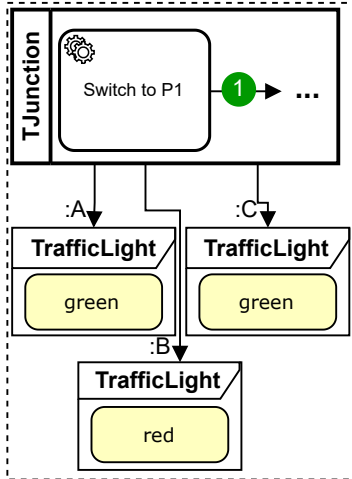 TJunction
Switch to P1
1
...
:A
:C
TrafficLight
TrafficLight
green
green
:B
TrafficLight
red